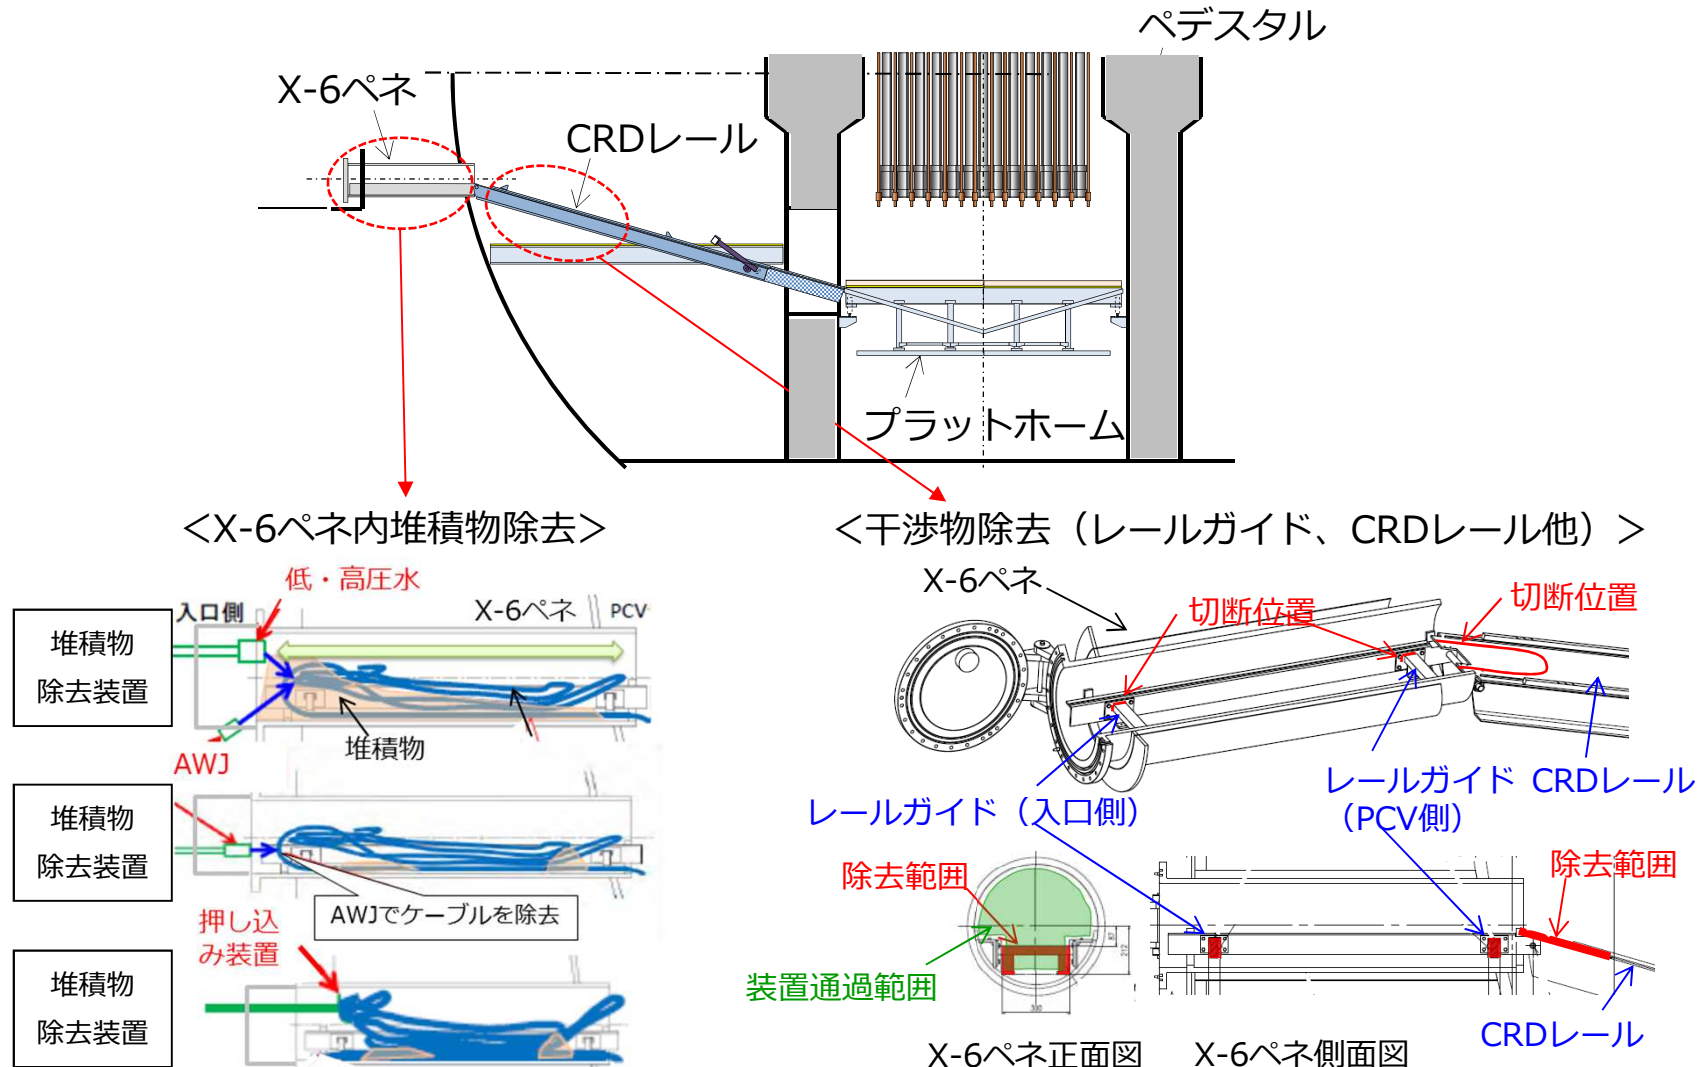 ペデスタル
X-6ペネ
CRDレール
プラットホーム
＜X-6ペネ内堆積物除去＞
低・高圧水
入口側
X-6ペネ
PCV
堆積物
除去装置
堆積物
AWJ
堆積物
除去装置
AWJでケーブルを除去
押し込
み装置
堆積物
除去装置
＜干渉物除去（レールガイド、CRDレール他）＞
X-6ペネ
切断位置
切断位置
レールガイド（入口側）
レールガイド
（PCV側）
CRDレール
除去範囲
装置通過範囲
87
212
300
除去範囲
CRDレール
X-6ペネ正面図
X-6ペネ側面図